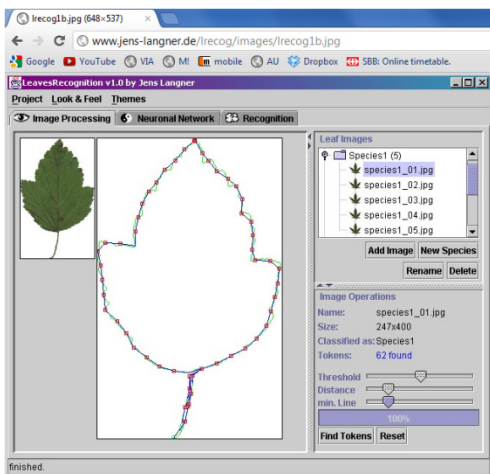 lrecog1b.jpg (648×537)
www.jens-langner.de/lrecog/images/lrecog1b.jpg
Google YouTube VIA M! mobile AU Dropbox SBB: Online timetable.
LeavesRecognition v1.0 by Jens Langner
Project Look & Feel Themes
Image Processing Neuronal Network Recognition
Leaf Images
Species1 (5)
species1_01.jpg
species1_02.jpg
species1_03.jpg
species1_04.jpg
species1_05.jpg
Add Image New Species
Rename Delete
Image Operations
Name: species1_01.jpg
Size: 247x400
Classified as: Species1
Tokens: 62 found
Threshold
Distance
min. Line
100%
Find Tokens Reset
finished.